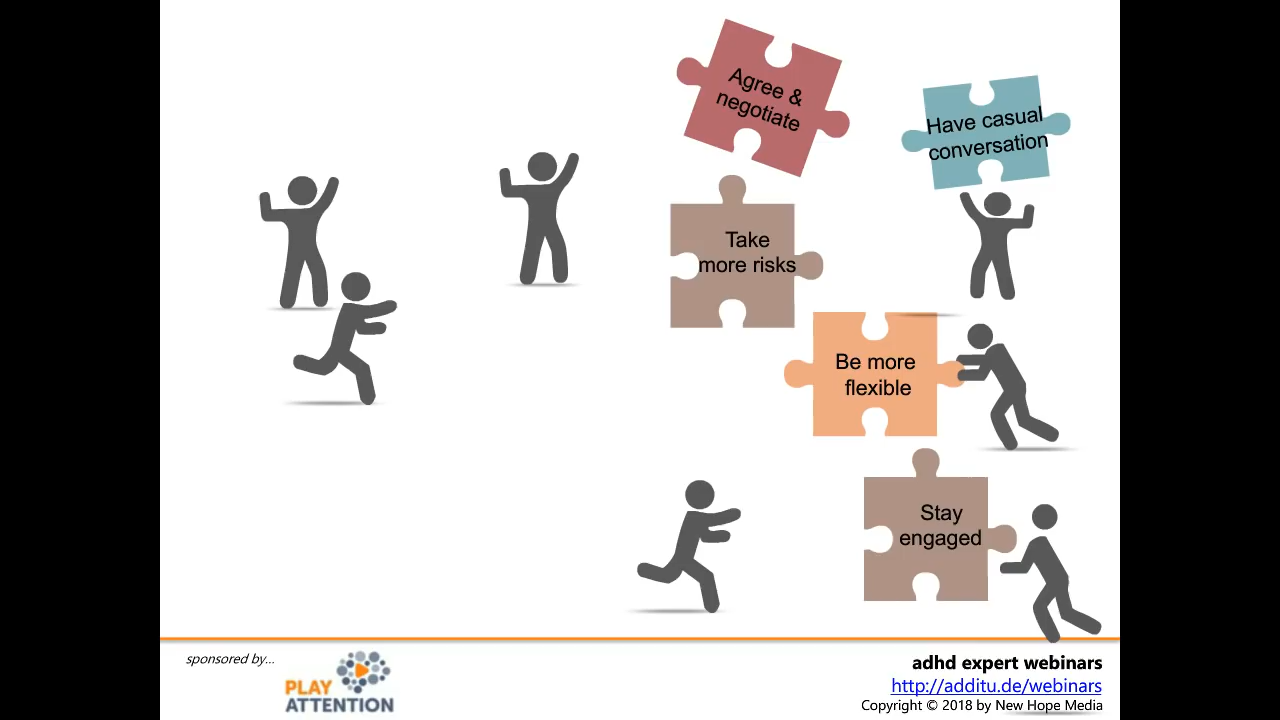 Agree &
negotiate
Have casual
conversation
Take
more risks
Be more
flexible
Stay
engaged
sponsored by...
PLAY
ATTENTION
adhd expert webinars
http://additu.de/webinars
Copyright © 2018 by New Hope Media